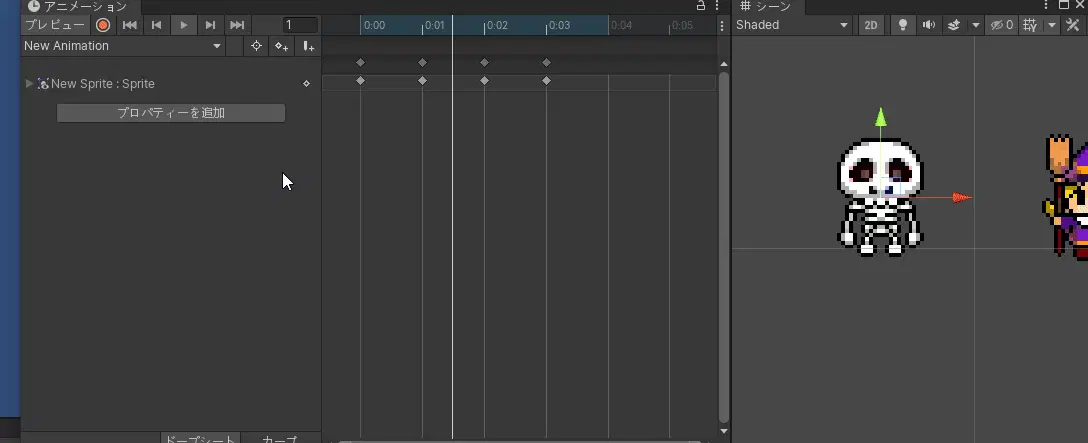 アニメーション
プレビュー
1
0:00
0:01
0:02
0:03
0:04
0:05
New Animation
New Sprite : Sprite
プロパティーを追加
ドープシート
カーブ
シーン
Shaded
2D
0